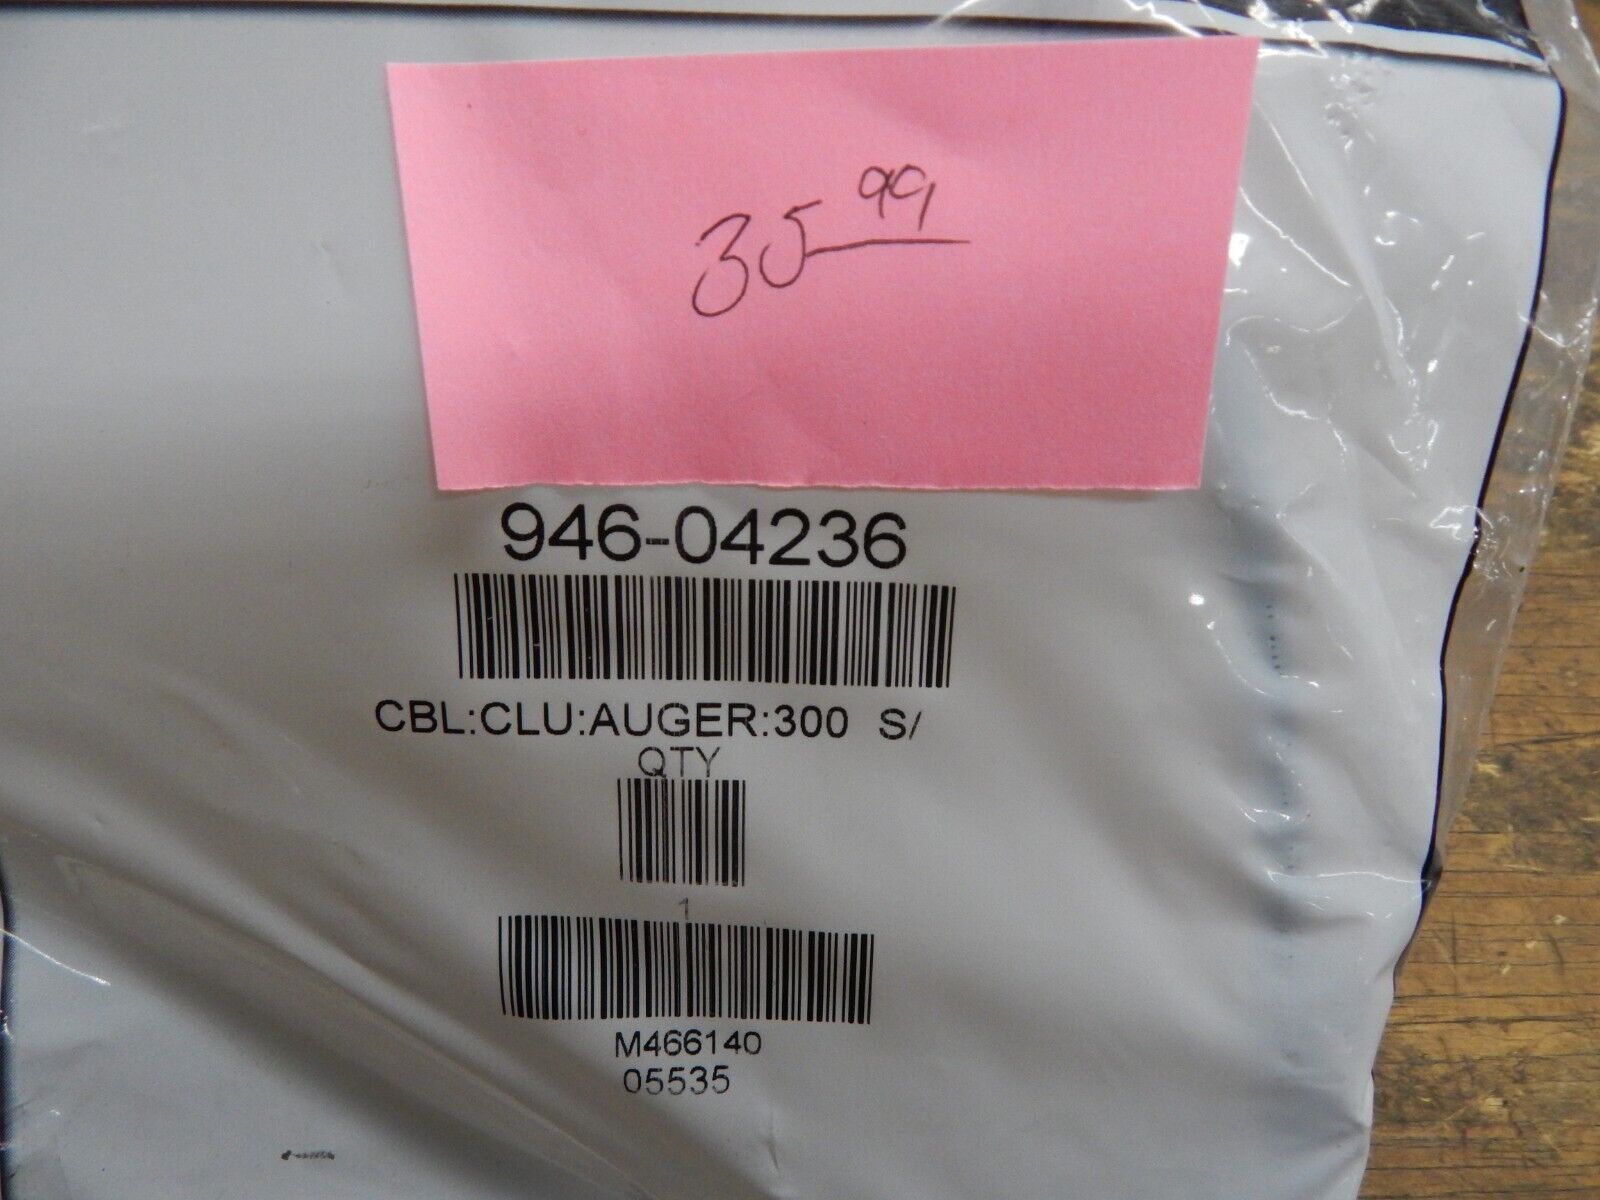 35 99
946-04236
CBL:CLU:AUGER:300 S/
QTY
1
M466140
05535